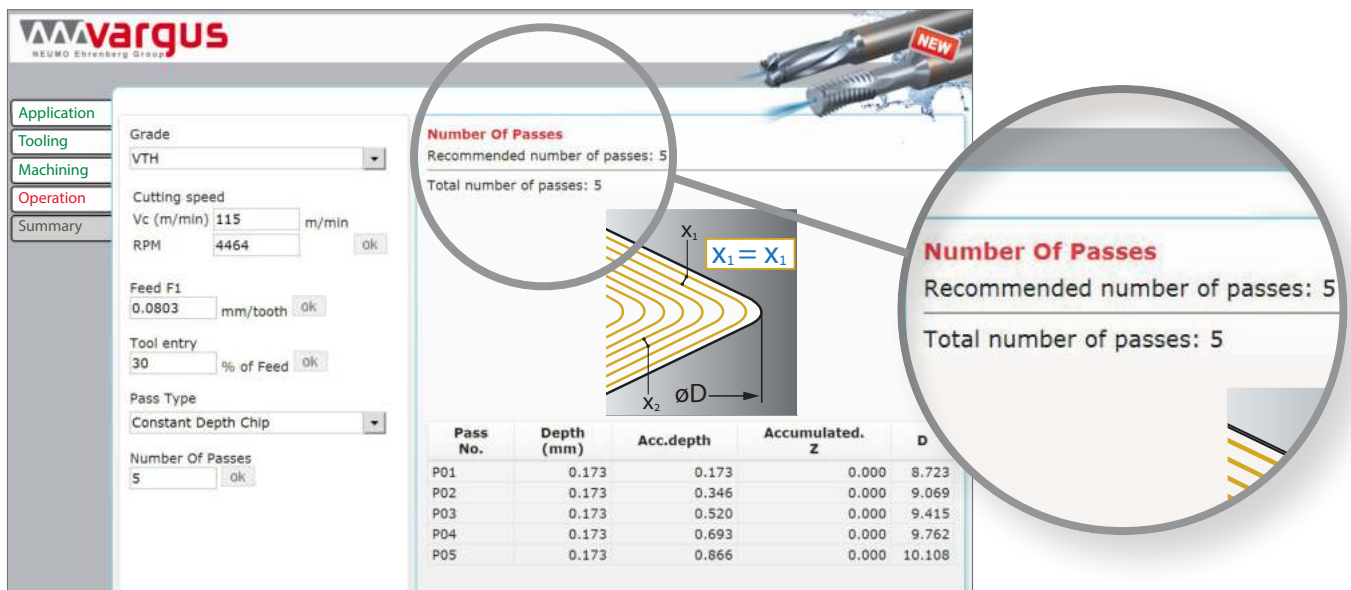 vargus
NEUMO Ehrenberg Group
NEW
Application
Tooling
Machining
Operation
Summary
Grade
VTH
Cutting speed
Vc (m/min) 115 m/min
RPM 4464 ok
Feed F1
0.0803 mm/tooth ok
Tool entry
30 % of Feed ok
Pass Type
Constant Depth Chip
Number Of Passes
5 ok
Number Of Passes
Recommended number of passes: 5
Total number of passes: 5
x₁
x₁ = x₁
x₂
øD
Pass No. Depth (mm) Acc.depth Accumulated. Z D
P01 0.173 0.173 0.000 8.723
P02 0.173 0.346 0.000 9.069
P03 0.173 0.520 0.000 9.415
P04 0.173 0.693 0.000 9.762
P05 0.173 0.866 0.000 10.108
Number Of Passes
Recommended number of passes: 5
Total number of passes: 5